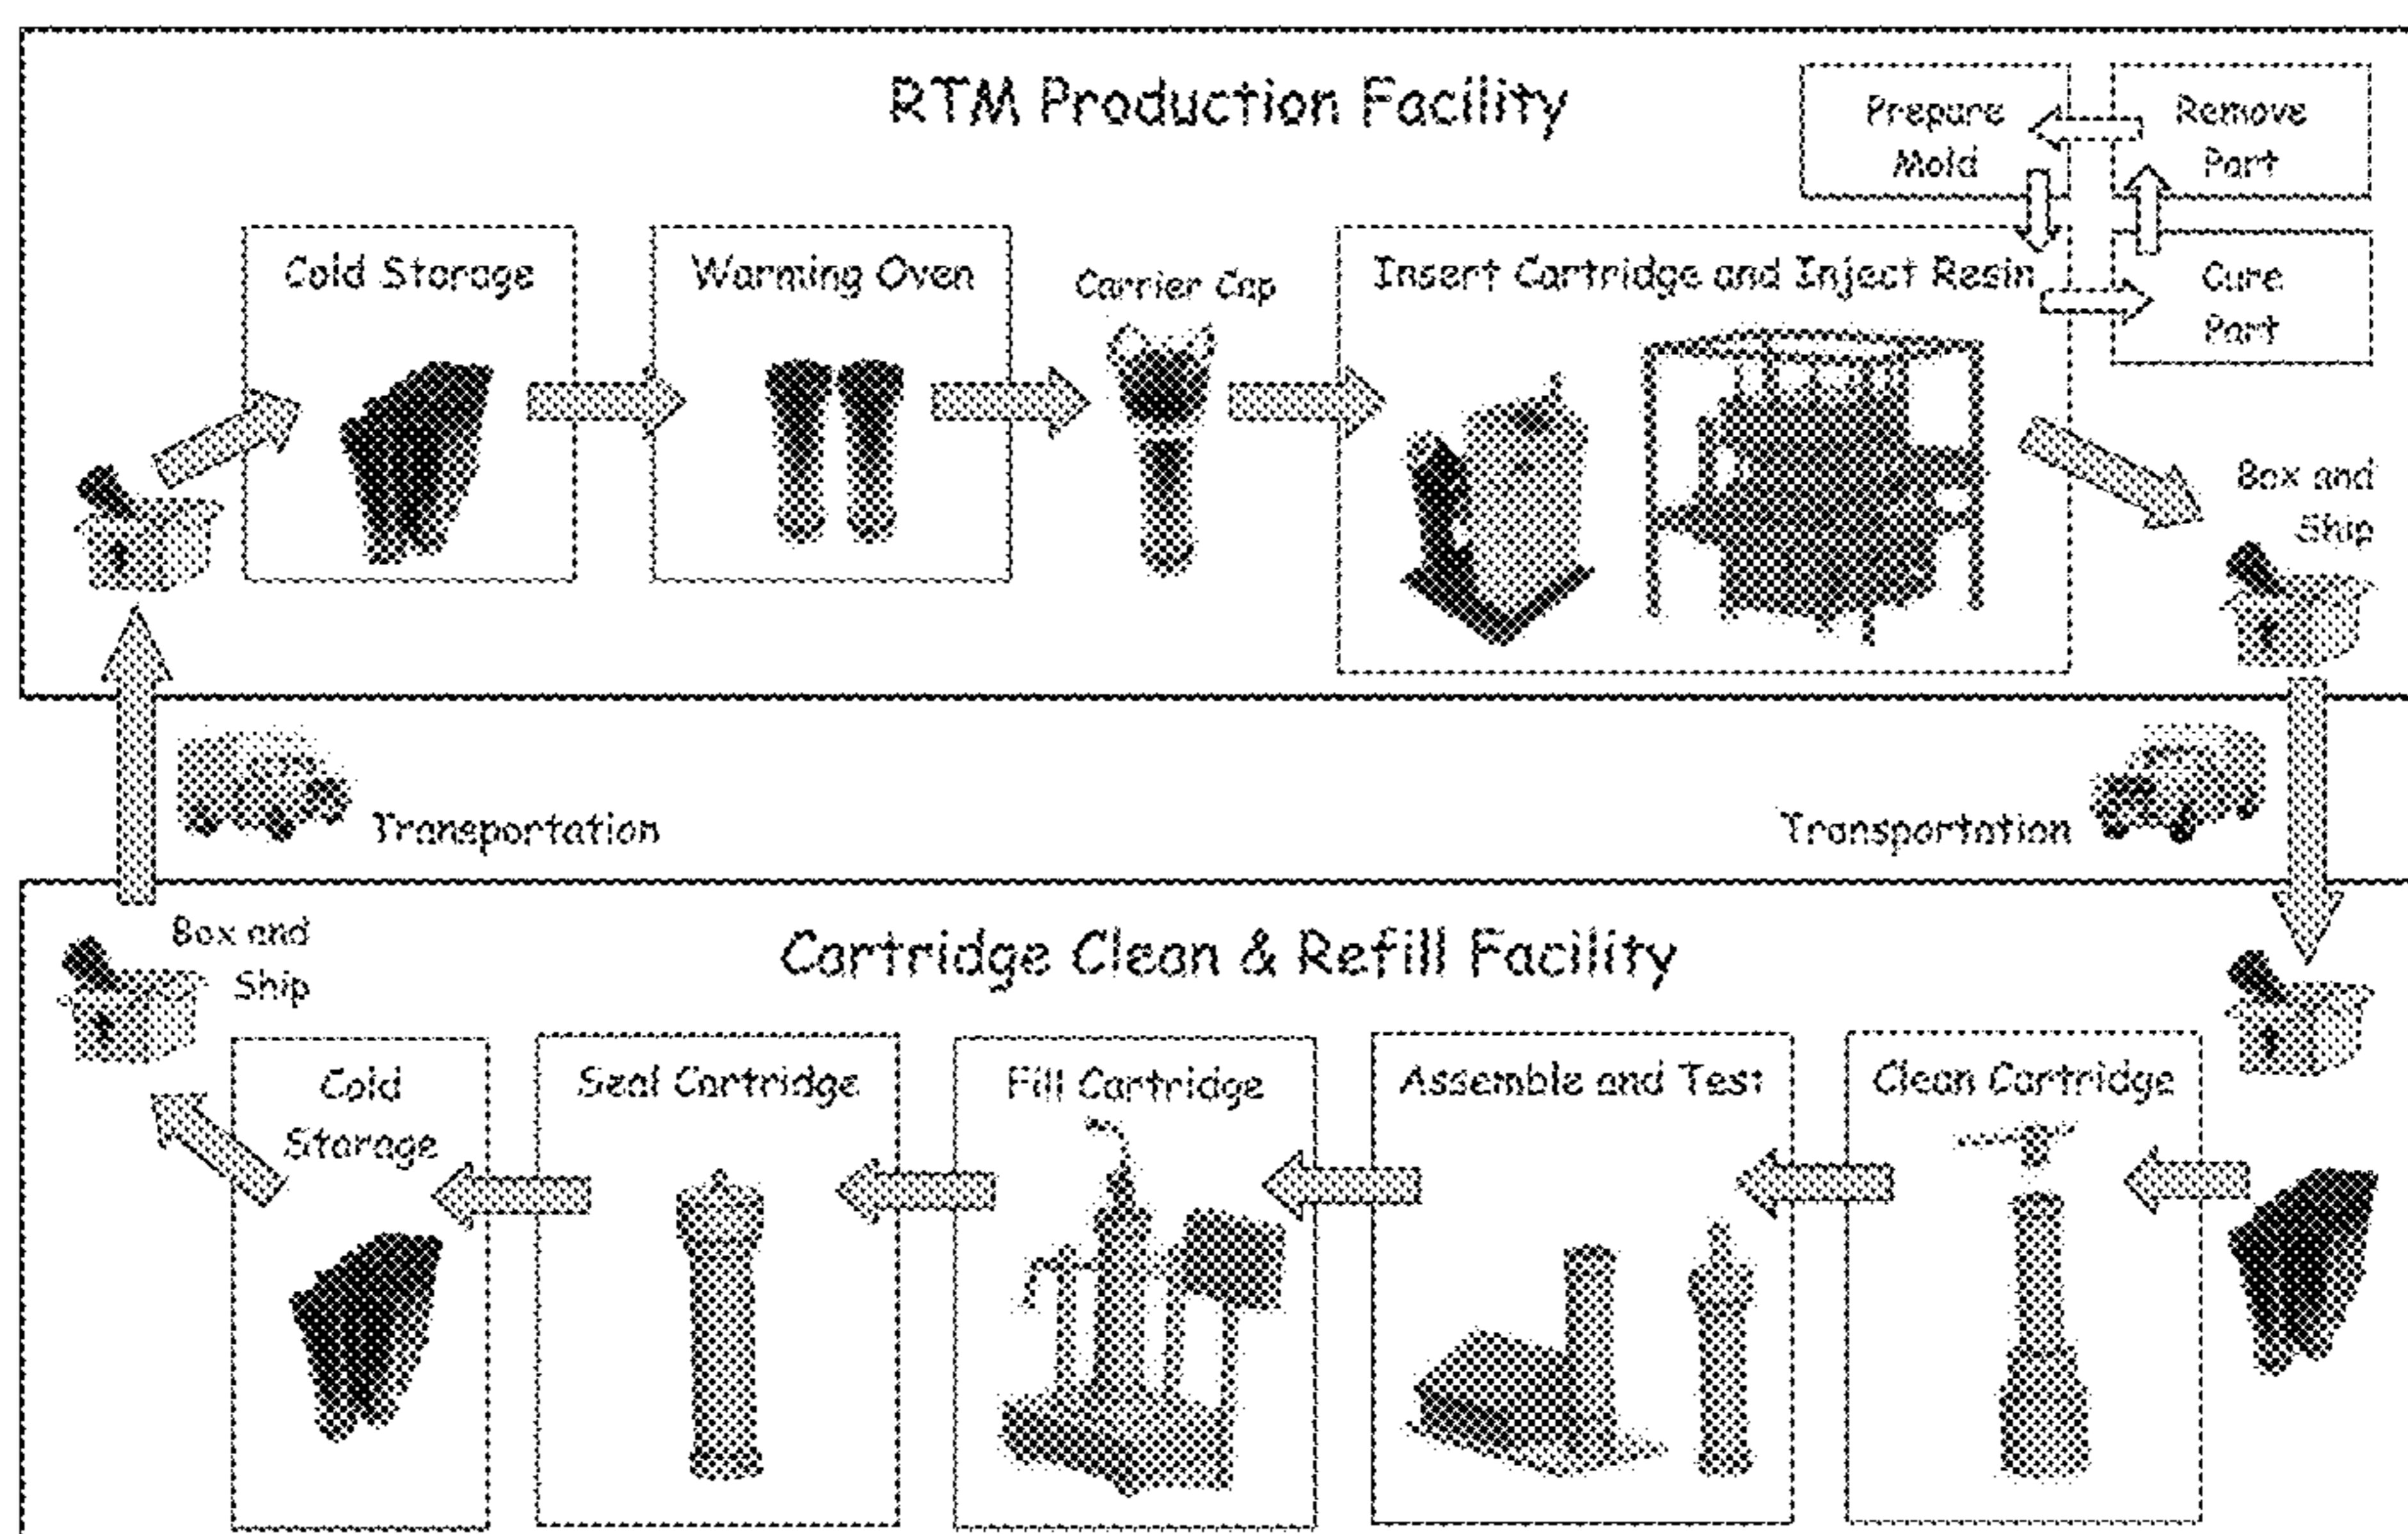 RTM Production Facility
Prepare
Mold
Remove
Part
Cold Storage
Warming Oven
Carrier Cap
Insert Cartridge and Inject Resin
Cure
Part
Box and
Ship
Transportation
Transportation
Box and
Ship
Cartridge Clean & Refill Facility
Cold
Storage
Seal Cartridge
Fill Cartridge
Assemble and Test
Clean Cartridge